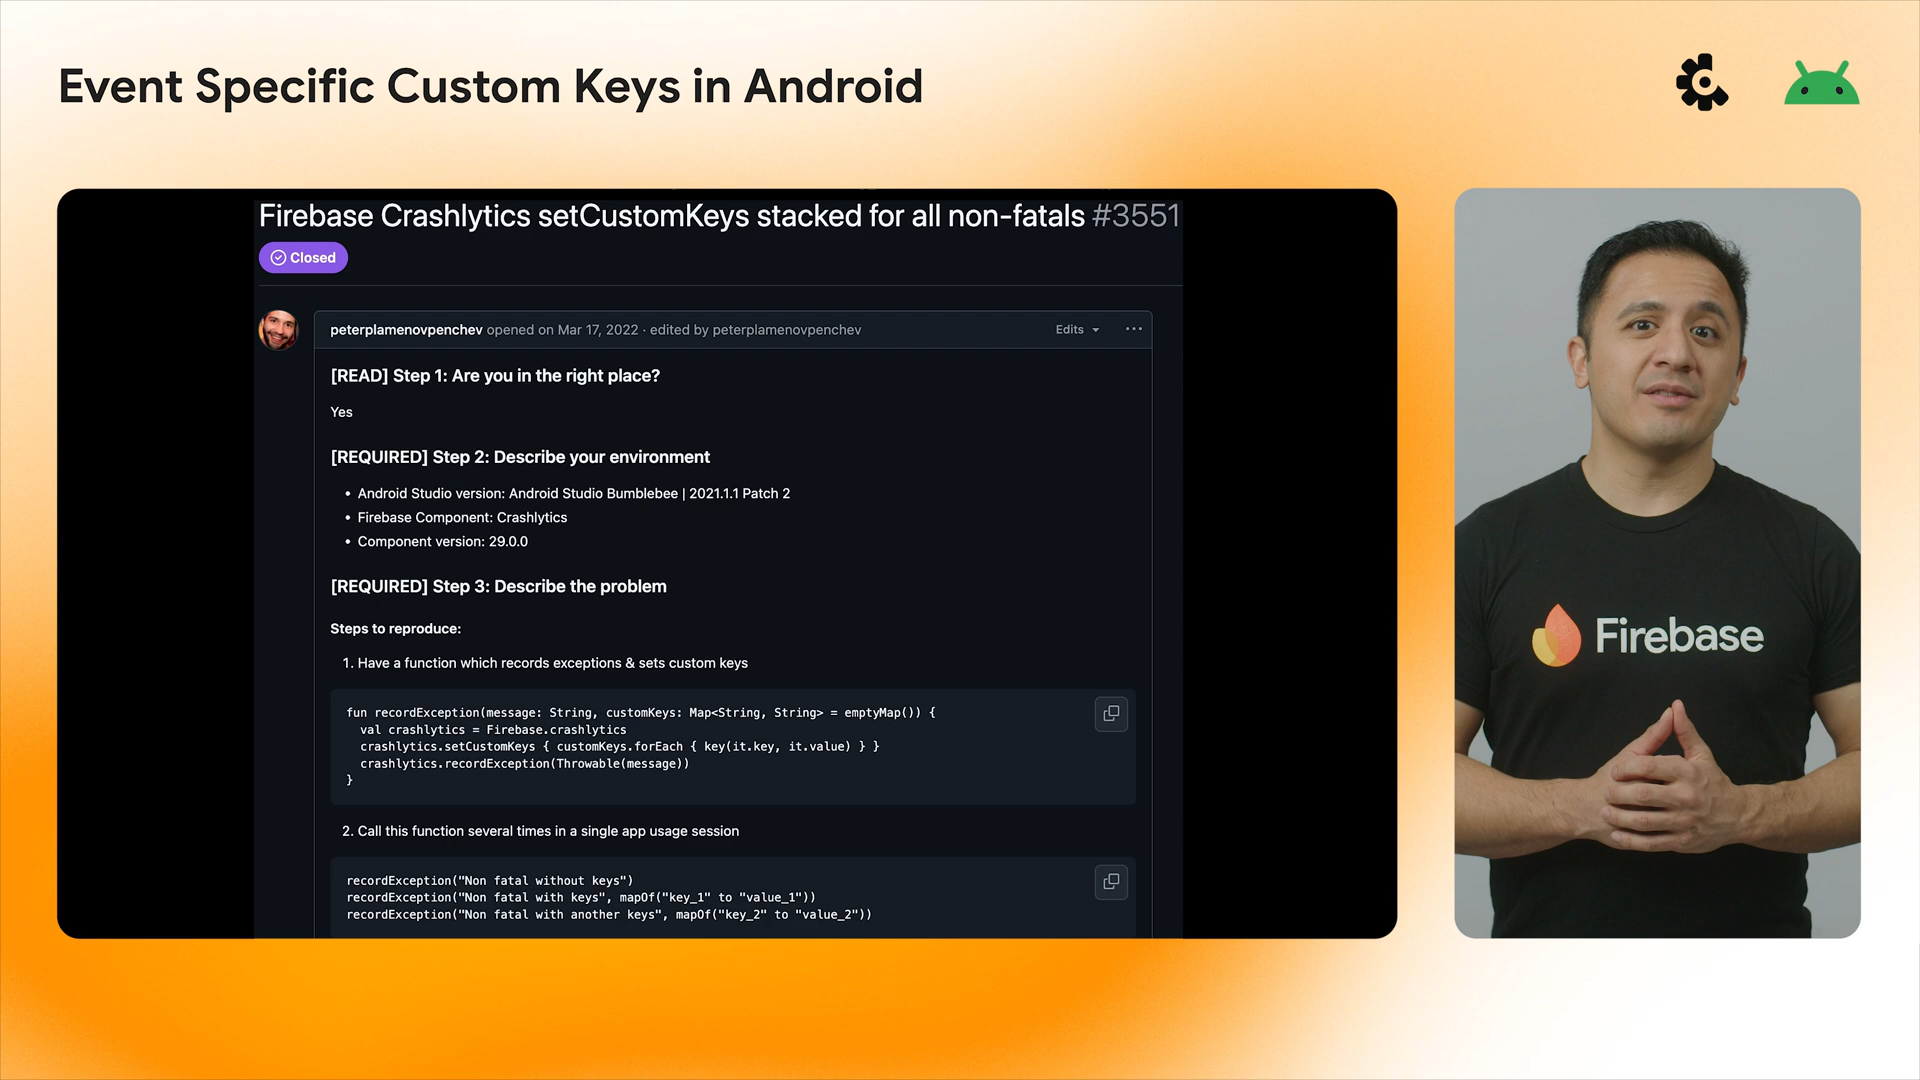 Event Specific Custom Keys in Android
Firebase Crashlytics setCustomKeys stacked for all non-fatals #3551
Closed
peterplamenovpenchev opened on Mar 17, 2022 · edited by peterplamenovpenchev
Edits
[READ] Step 1: Are you in the right place?
Yes
[REQUIRED] Step 2: Describe your environment
• Android Studio version: Android Studio Bumblebee | 2021.1.1 Patch 2
• Firebase Component: Crashlytics
• Component version: 29.0.0
[REQUIRED] Step 3: Describe the problem
Steps to reproduce:
1. Have a function which records exceptions & sets custom keys
fun recordException(message: String, customKeys: Map<String, String> = emptyMap()) {
  val crashlytics = Firebase.crashlytics
  crashlytics.setCustomKeys { customKeys.forEach { key(it.key, it.value) } }
  crashlytics.recordException(Throwable(message))
}
2. Call this function several times in a single app usage session
recordException("Non fatal without keys")
recordException("Non fatal with keys", mapOf("key_1" to "value_1"))
recordException("Non fatal with another keys", mapOf("key_2" to "value_2"))
Firebase